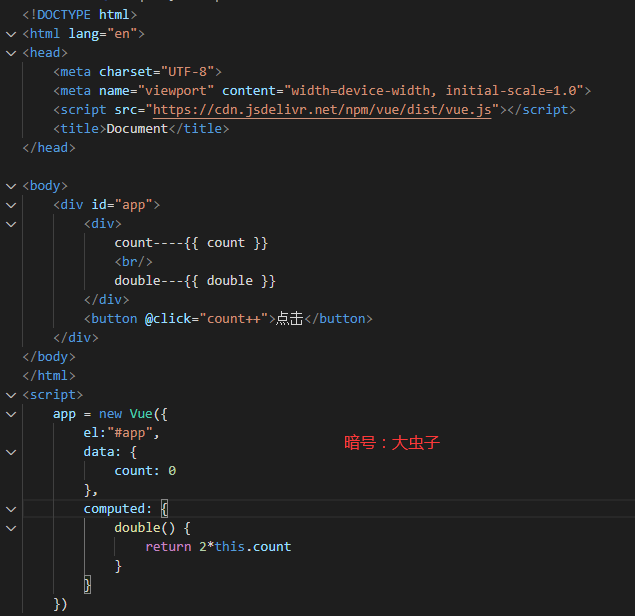 <!DOCTYPE html>
<html lang="en">
<head>
    <meta charset="UTF-8">
    <meta name="viewport" content="width=device-width, initial-scale=1.0">
    <script src="https://cdn.jsdelivr.net/npm/vue/dist/vue.js"></script>
    <title>Document</title>
</head>

<body>
    <div id="app">
        <div>
            count----{{ count }}
            <br/>
            double---{{ double }}
        </div>
        <button @click="count++">点击</button>
    </div>
</body>
</html>
<script>
    app = new Vue({
        el:"#app",
暗号：大虫子
        data: {
            count: 0
        },
        computed: {
            double() {
                return 2*this.count
            }
        }
    })